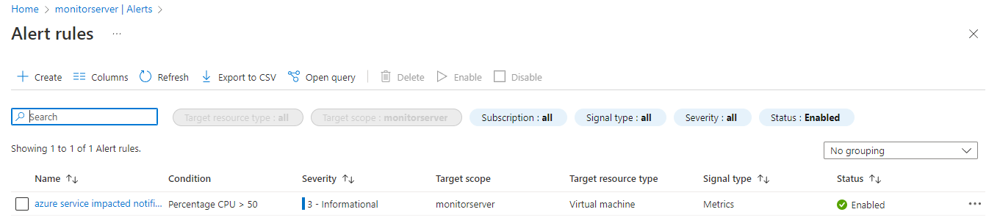 Home > monitorserver | Alerts >
Alert rules ...
Create Columns Refresh Export to CSV Open query Delete Enable Disable
Search Target resource type : all Target scope : monitorserver Subscription : all Signal type : all Severity : all Status : Enabled
Showing 1 to 1 of 1 Alert rules.
No grouping
Name Condition Severity Target scope Target resource type Signal type Status
azure service impacted notifi... Percentage CPU > 50 3 - Informational monitorserver Virtual machine Metrics Enabled ...